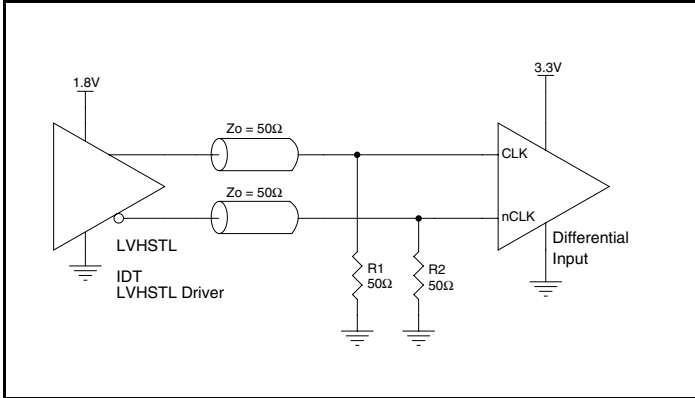 1.8V
3.3V
Zo = 50Ω
CLK
Zo = 50Ω
nCLK
LVHSTL
Differential
Input
IDT
LVHSTL Driver
R1
50Ω
R2
50Ω